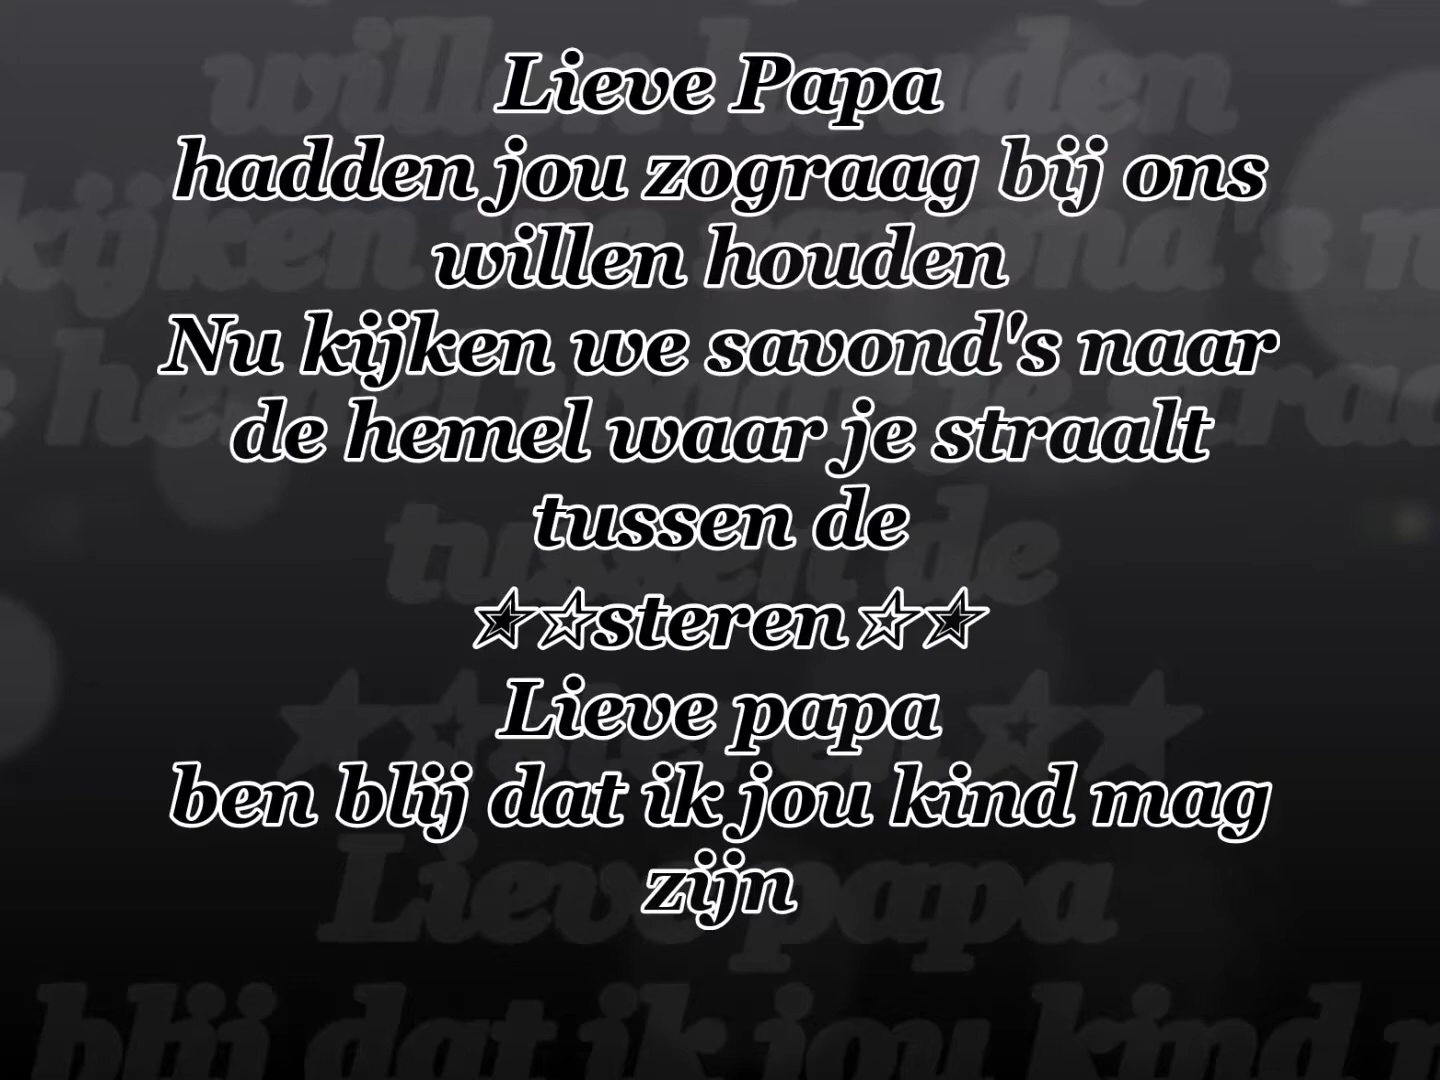 Lieve Papa
hadden jou zograag bij ons
willen houden
Nu kijken we savond's naar
de hemel waar je straalt
tussen de
★☆steren☆★
Lieve papa
ben blij dat ik jou kind mag
zijn